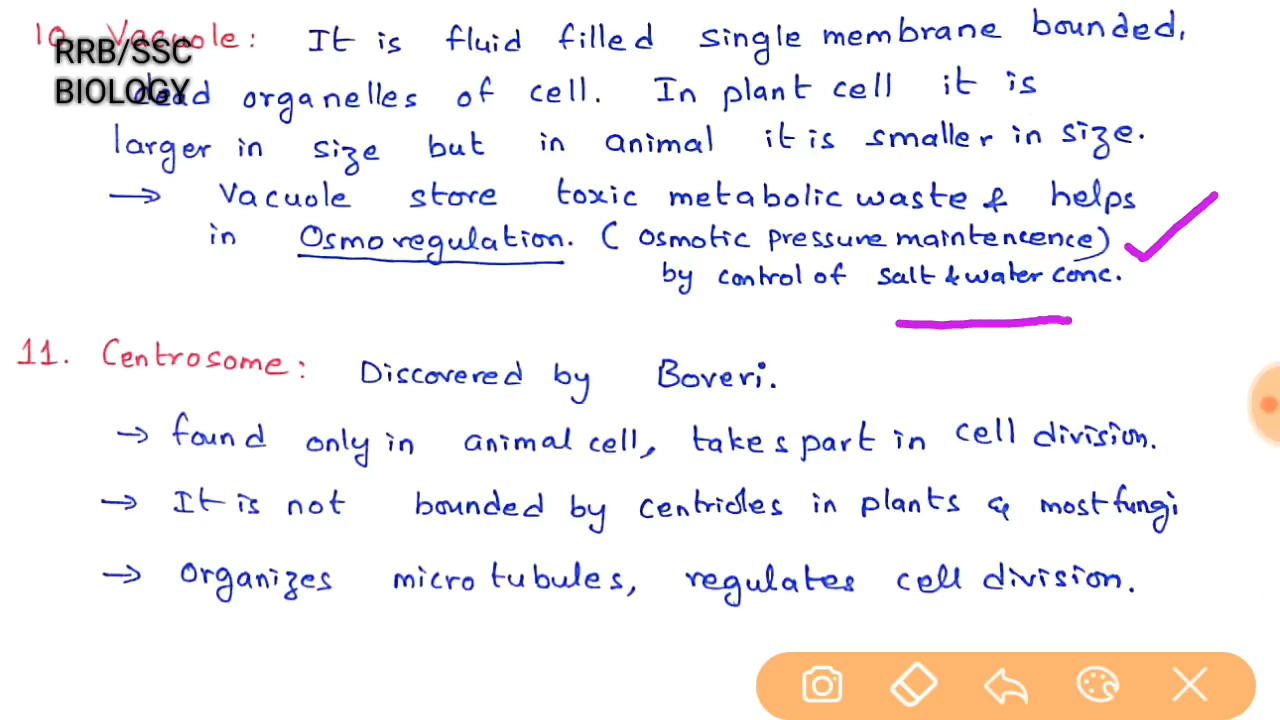 10. Vacuole: It is fluid filled single membrane bounded,
RRB/SSC
BIOLOGY
dead organelles of cell. In plant cell it is
larger in size but in animal it is smaller in size.
→ Vacuole store toxic metabolic waste & helps
in Osmoregulation. (osmotic pressure maintencence)
by control of salt & water conc.
11. Centrosome: Discovered by Boveri.
→ found only in animal cell, takes part in cell division.
→ It is not bounded by centrioles in plants & most fungi
→ organizes microtubules, regulates cell division.